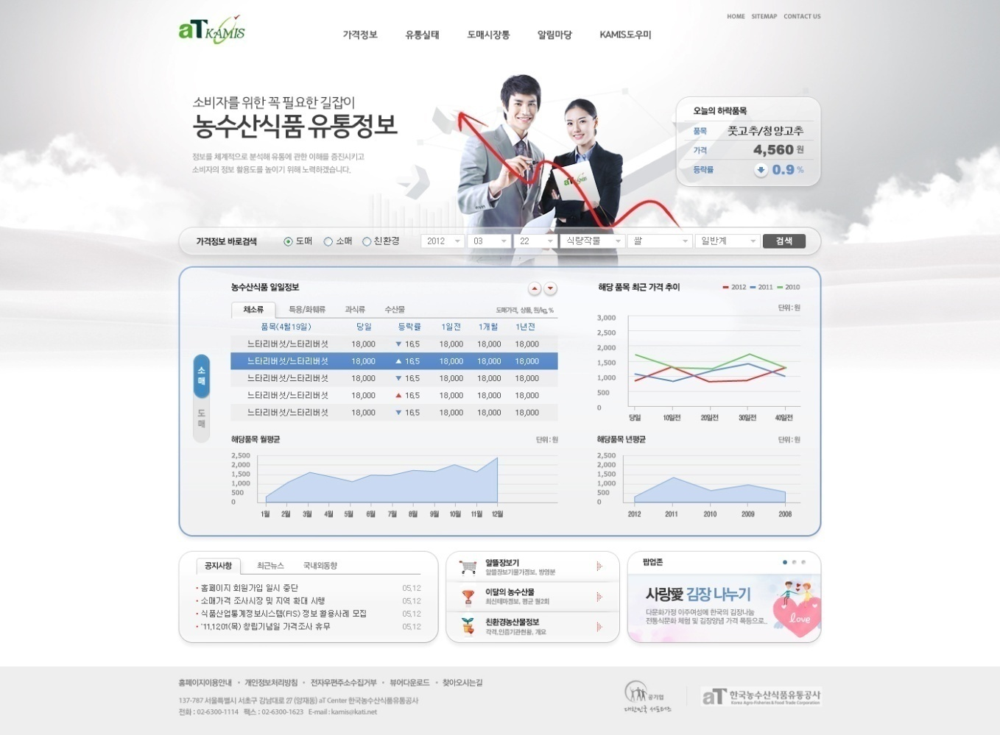 aT KAMIS
HOME SITEMAP CONTACT US
가격정보 유통실태 도매시장통 알림마당 KAMIS도우미
소비자를 위한 꼭 필요한 길잡이
농수산식품 유통정보
정보를 체계적으로 분석해 유통에 관한 이해를 증진시키고
소비자의 정보 활용도를 높이기 위해 노력하겠습니다.
aT KAMIS
오늘의 하락품목
품목 풋고추/청양고추
가격 4,560 원
등락률 0.9 %
가격정보 바로검색 도매 소매 친환경 2012 03 22 식량작물 쌀 일반계 검색
농수산식품 일일정보
채소류 특용/화훼류 과식류 수산물 도매가격, 상품, 원/kg, %
품목(4월19일) 당일 등락률 1일전 1개월 1년전
느타리버섯/느타리버섯 18,000 ▼ 16.5 18,000 18,000 18,000
느타리버섯/느타리버섯 18,000 ▲ 16.5 18,000 18,000 18,000
느타리버섯/느타리버섯 18,000 ▼ 16.5 18,000 18,000 18,000
느타리버섯/느타리버섯 18,000 ▲ 16.5 18,000 18,000 18,000
느타리버섯/느타리버섯 18,000 ▼ 16.5 18,000 18,000 18,000
소매
도매
해당 품목 최근 가격 추이 2012 2011 2010
단위 : 원
3,000
2,500
2,000
1,500
1,000
500
0
당일 10일전 20일전 30일전 40일전
해당품목 월평균 단위 : 원
2,500
2,000
1,500
1,000
500
0
1월 2월 3월 4월 5월 6월 7월 8월 9월 10월 11월 12월
해당품목 년평균 단위 : 원
2,500
2,000
1,500
1,000
500
0
2012 2011 2010 2009 2008
공지사항 최근뉴스 국내외동향
홈페이지 회원가입 일시 중단 05.12
소매가격 조사시장 및 지역 확대 시행 05.12
식품산업통계정보시스템(FIS) 정보 활용사례 모집 05.12
'11.12.01(목) 창립기념일 가격조사 휴무 05.12
알뜰장보기
알뜰장보기물가정보, 방영분
이달의 농수산물
최신테마정보, 평균 월2회
친환경농산물정보
각격,인증기관현황, 개요
팝업존
사랑愛 김장 나누기
다문화가정 이주여성에 한국의 김장나눔
전통식문화 체험 및 김장양념 가격 폭등으로..
love
홈페이지이용안내 • 개인정보처리방침 • 전자우편주소수집거부 • 뷰어다운로드 • 찾아오시는길
137-787 서울특별시 서초구 강남대로 27 (양재동) aT Center 한국농수산식품유통공사
전화 : 02-6300-1114 팩스 : 02-6300-1623 E-mail : kamis@kati.net
공기업
대한민국 서포터즈
aT 한국농수산식품유통공사
Korea Agro-Fisheries & Food Trade Corporation